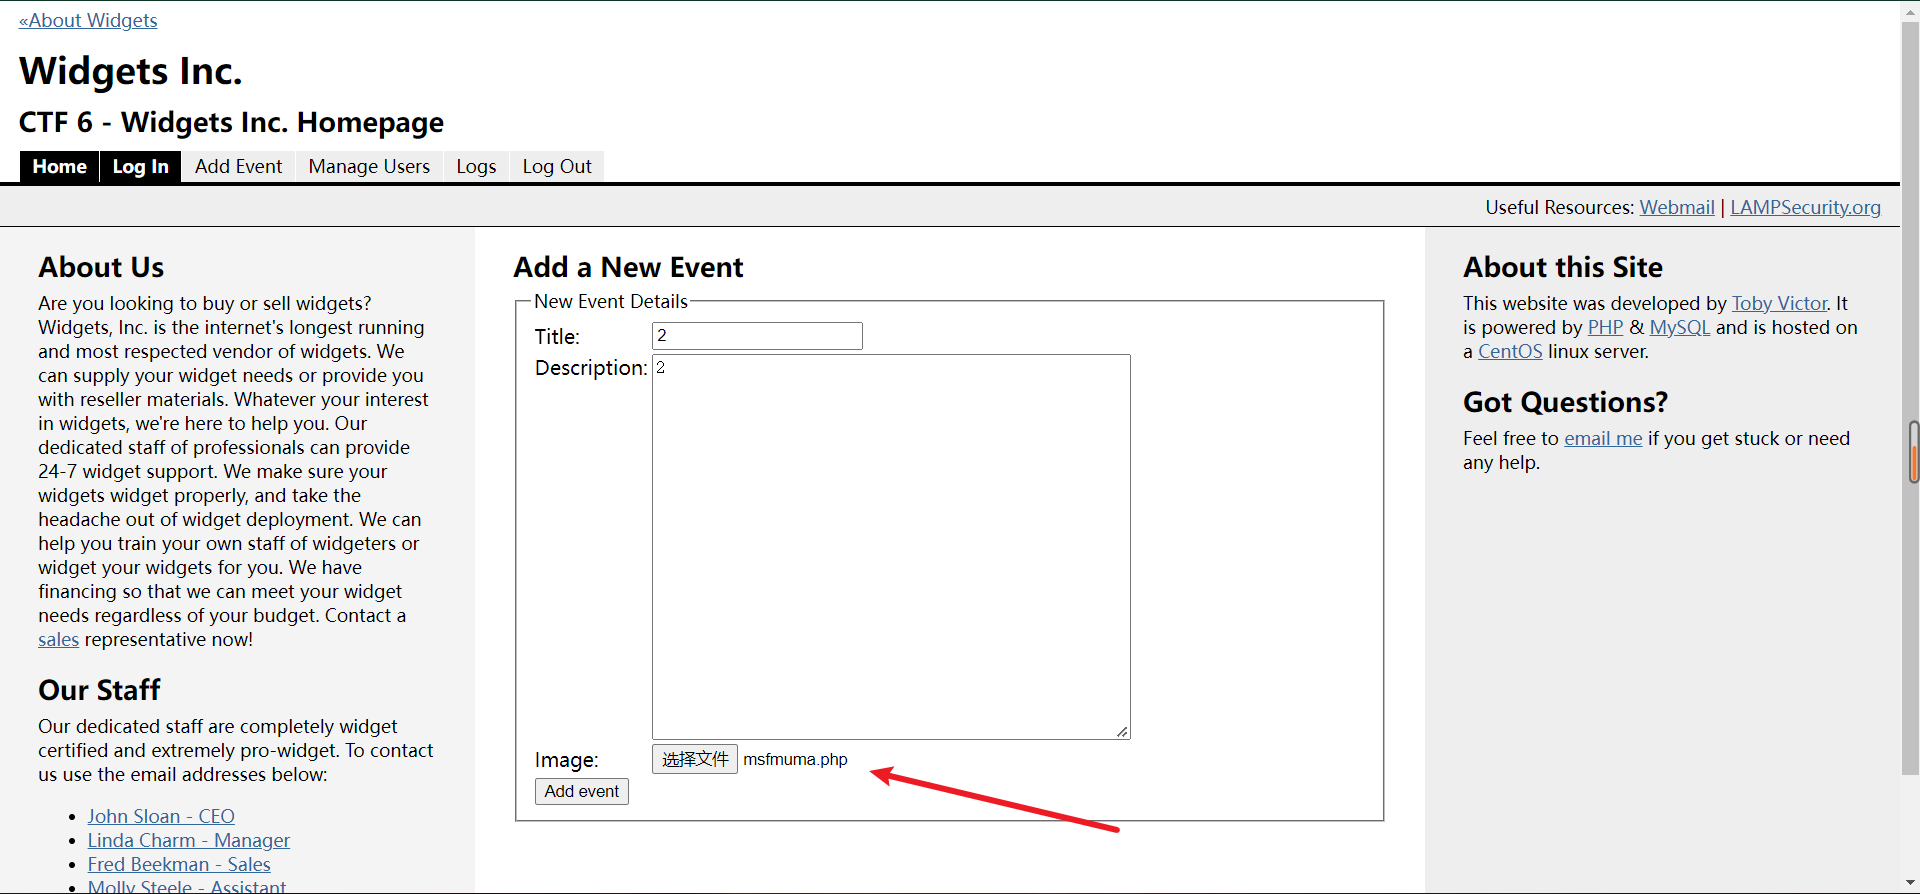 «About Widgets
Widgets Inc.
CTF 6 - Widgets Inc. Homepage
Home Log In Add Event Manage Users Logs Log Out
Useful Resources: Webmail | LAMPSecurity.org
About Us
Are you looking to buy or sell widgets?
Widgets, Inc. is the internet's longest running
and most respected vendor of widgets. We
can supply your widget needs or provide you
with reseller materials. Whatever your interest
in widgets, we're here to help you. Our
dedicated staff of professionals can provide
24-7 widget support. We make sure your
widgets widget properly, and take the
headache out of widget deployment. We can
help you train your own staff of widgeters or
widget your widgets for you. We have
financing so that we can meet your widget
needs regardless of your budget. Contact a
sales representative now!
Our Staff
Our dedicated staff are completely widget
certified and extremely pro-widget. To contact
us use the email addresses below:
John Sloan - CEO
Linda Charm - Manager
Fred Beekman - Sales
Molly Steele - Assistant
Add a New Event
New Event Details
Title: 2
Description: 2
Image: 选择文件 msfmuma.php
Add event
About this Site
This website was developed by Toby Victor. It
is powered by PHP & MySQL and is hosted on
a CentOS linux server.
Got Questions?
Feel free to email me if you get stuck or need
any help.